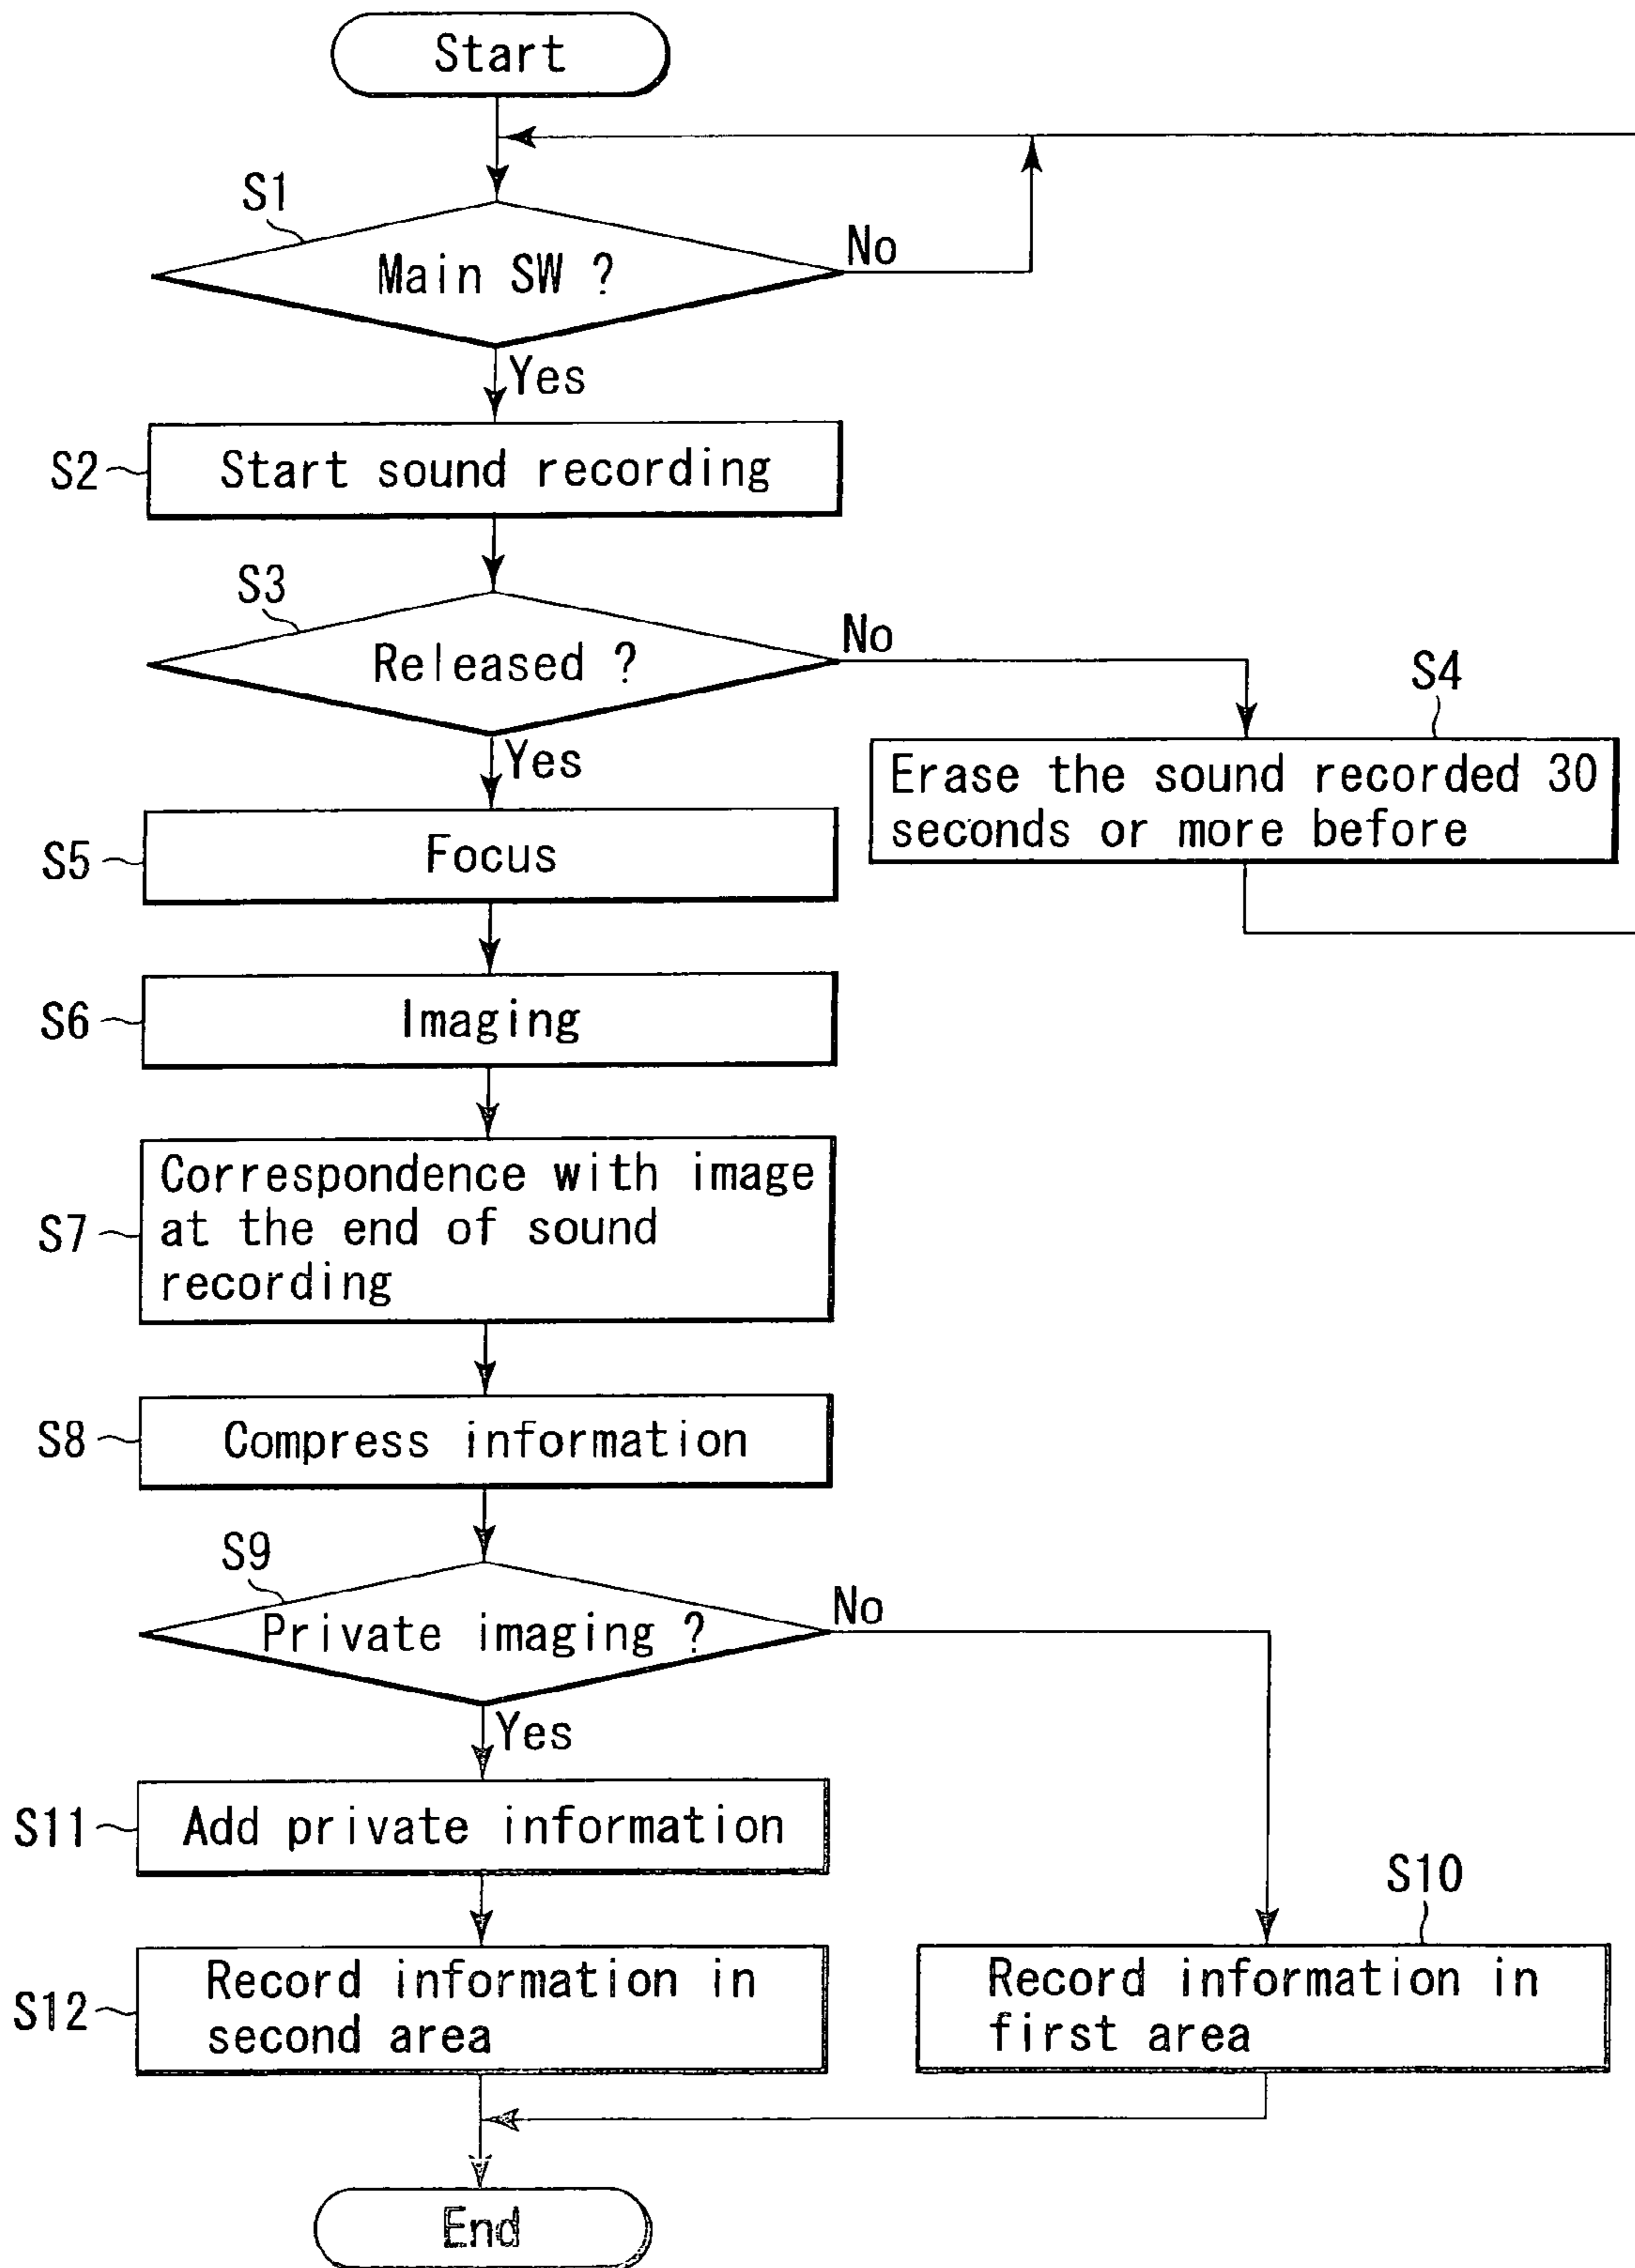 Start
S1
Main SW ?
No
Yes
S2
Start sound recording
S3
Released ?
No
Yes
S4
Erase the sound recorded 30
seconds or more before
S5
Focus
S6
Imaging
S7
Correspondence with image
at the end of sound
recording
S8
Compress information
S9
Private imaging ?
No
Yes
S11
Add private information
S10
S12
Record information in
second area
Record information in
first area
End